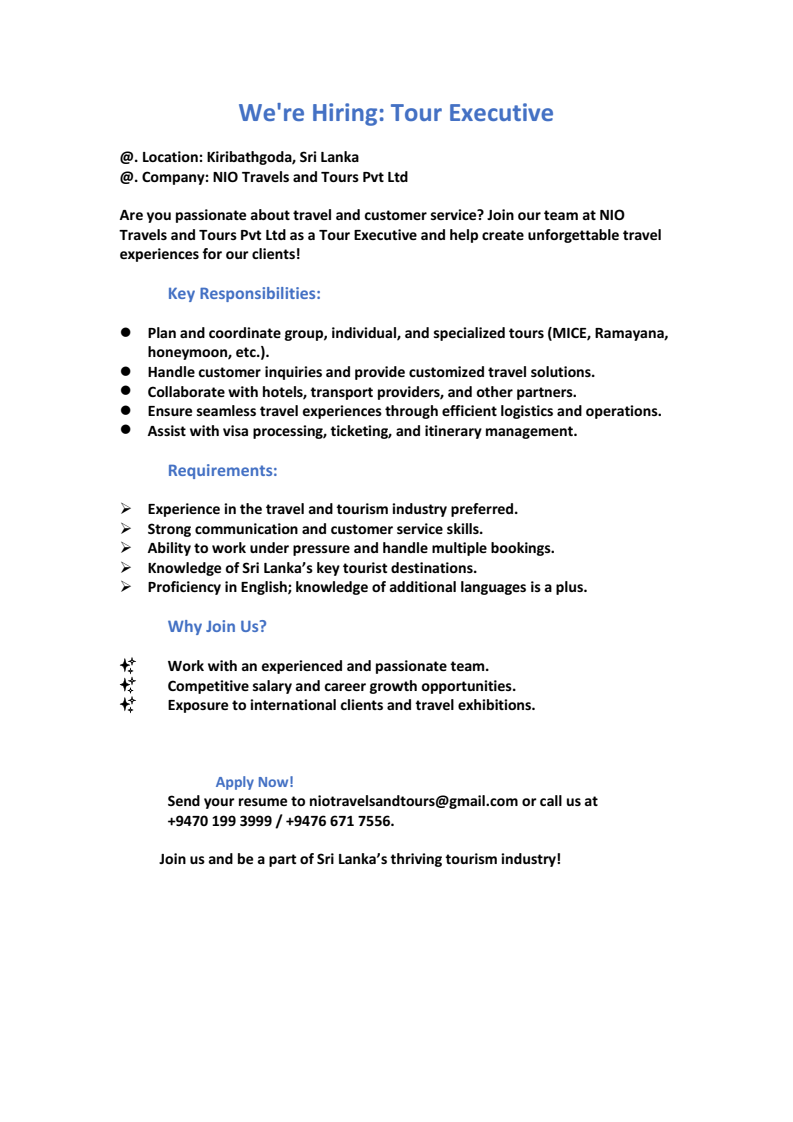 We're Hiring: Tour Executive
@. Location: Kiribathgoda, Sri Lanka
@. Company: NIO Travels and Tours Pvt Ltd
Are you passionate about travel and customer service? Join our team at NIO
Travels and Tours Pvt Ltd as a Tour Executive and help create unforgettable travel
experiences for our clients!
Key Responsibilities:
● Plan and coordinate group, individual, and specialized tours (MICE, Ramayana,
honeymoon, etc.).
● Handle customer inquiries and provide customized travel solutions.
● Collaborate with hotels, transport providers, and other partners.
● Ensure seamless travel experiences through efficient logistics and operations.
● Assist with visa processing, ticketing, and itinerary management.
Requirements:
➢ Experience in the travel and tourism industry preferred.
➢ Strong communication and customer service skills.
➢ Ability to work under pressure and handle multiple bookings.
➢ Knowledge of Sri Lanka’s key tourist destinations.
➢ Proficiency in English; knowledge of additional languages is a plus.
Why Join Us?
✨ Work with an experienced and passionate team.
✨ Competitive salary and career growth opportunities.
✨ Exposure to international clients and travel exhibitions.
Apply Now!
Send your resume to niotravelsandtours@gmail.com or call us at
+9470 199 3999 / +9476 671 7556.
Join us and be a part of Sri Lanka’s thriving tourism industry!